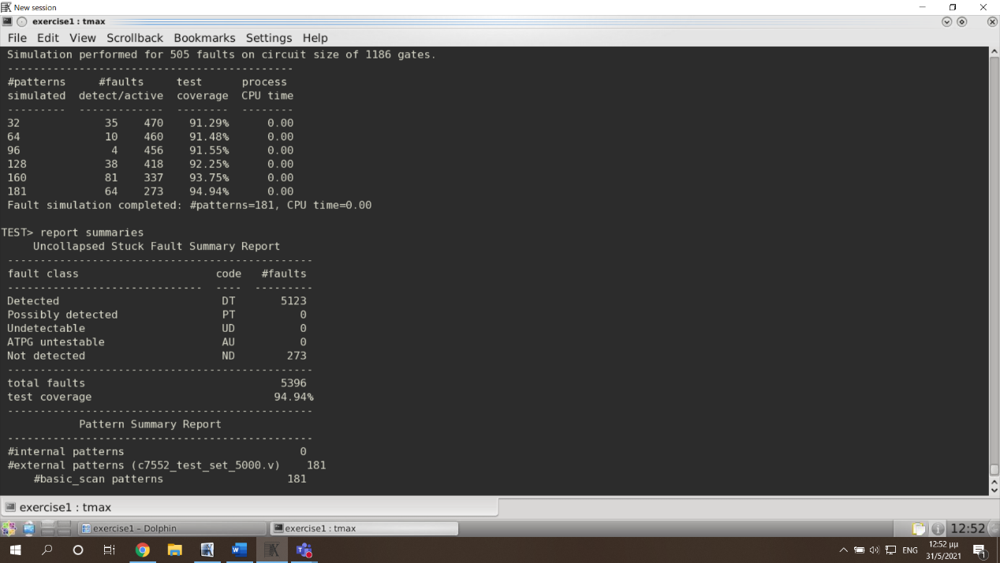 New session
exercise1 : tmax
File Edit View Scrollback Bookmarks Settings Help
Simulation performed for 505 faults on circuit size of 1186 gates.
---------------------------------------------
#patterns #faults test process
simulated detect/active coverage CPU time
--------- ------------- -------- --------
32 35 470 91.29% 0.00
64 10 460 91.48% 0.00
96 4 456 91.55% 0.00
128 38 418 92.25% 0.00
160 81 337 93.75% 0.00
181 64 273 94.94% 0.00
Fault simulation completed: #patterns=181, CPU time=0.00
TEST> report summaries
Uncollapsed Stuck Fault Summary Report
-----------------------------------------------
fault class code #faults
------------------------------ ---- ---------
Detected DT 5123
Possibly detected PT 0
Undetectable UD 0
ATPG untestable AU 0
Not detected ND 273
-----------------------------------------------
total faults 5396
test coverage 94.94%
-----------------------------------------------
Pattern Summary Report
-----------------------------------------------
#internal patterns 0
#external patterns (c7552_test_set_5000.v) 181
#basic_scan patterns 181
exercise1 : tmax
exercise1 – Dolphin
exercise1 : tmax
12:52
ENG
12:52 μμ
31/5/2021
1